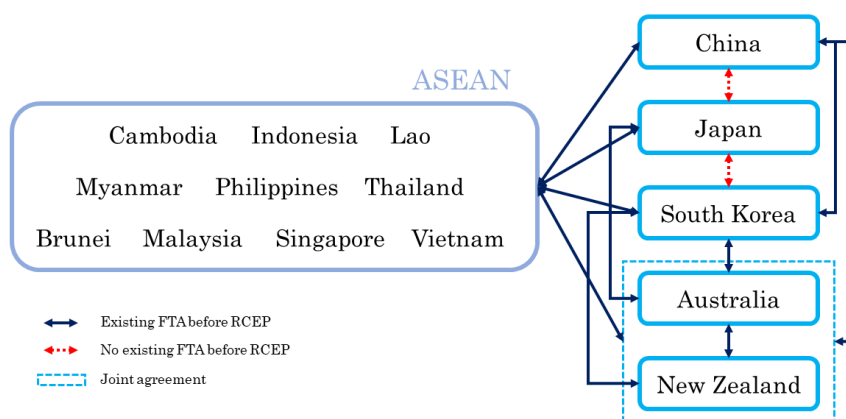 ASEAN
Cambodia Indonesia Lao
Myanmar Philippines Thailand
Brunei Malaysia Singapore Vietnam
China
Japan
South Korea
Australia
New Zealand
Existing FTA before RCEP
No existing FTA before RCEP
Joint agreement